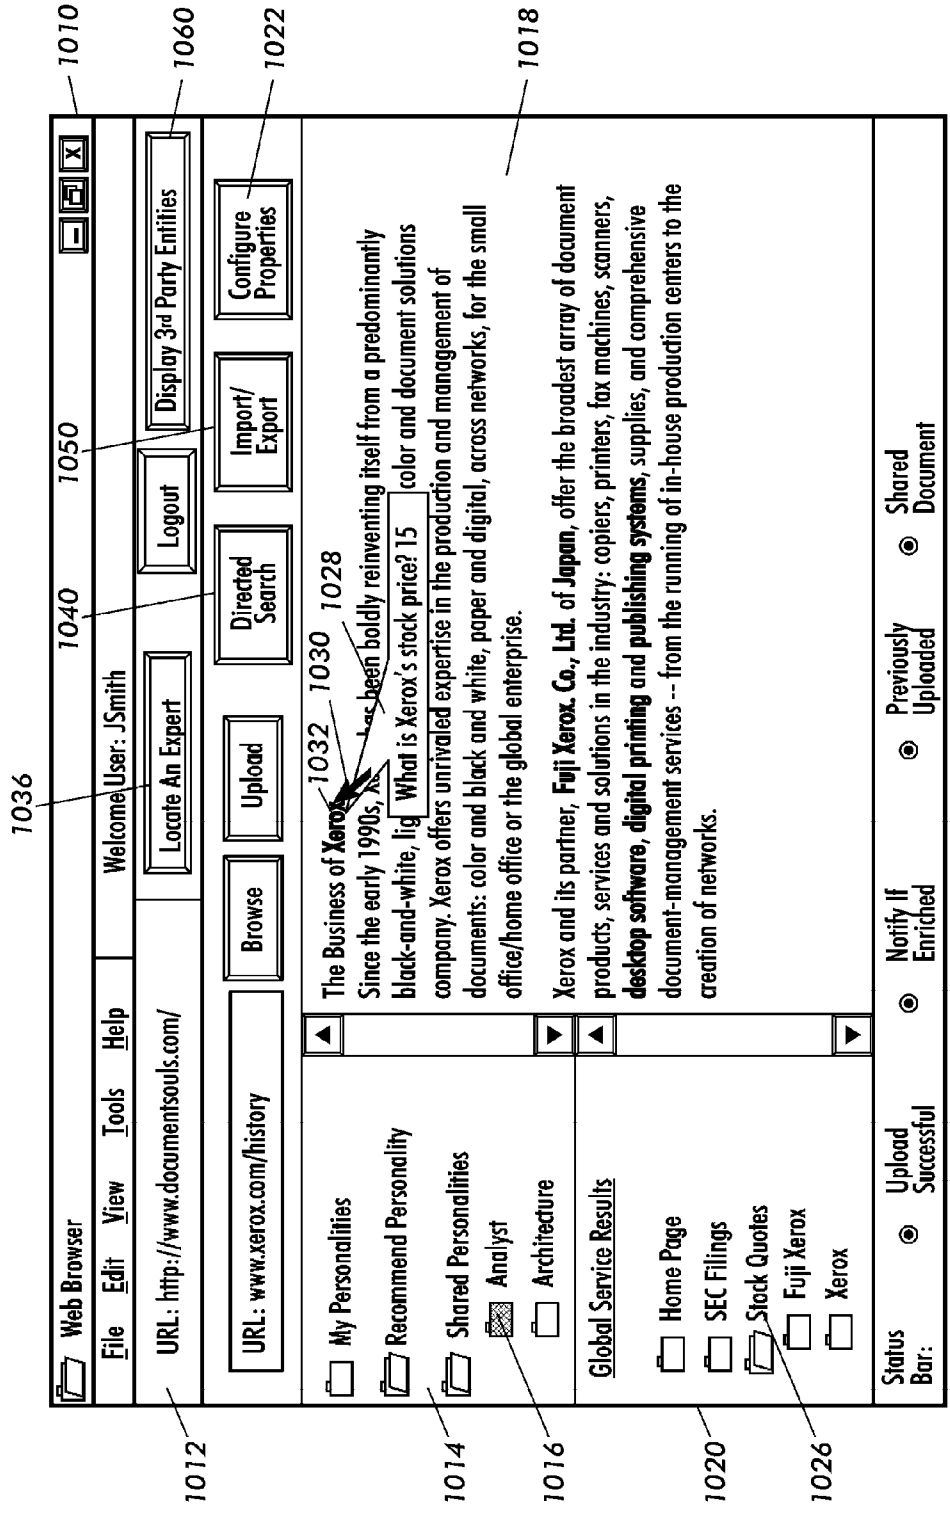 1010
1060
1022
1018
1050
1040
1036
Web Browser
File Edit View Tools Help
Welcome User: JSmith
URL: http://www.documentsouls.com/
Locate An Expert
Logout
Display 3rd Party Entities
URL: www.xerox.com/history
Browse
Upload
Directed
Search
Import/
Export
Configure
Properties
1012
My Personalities
Recommend Personality
Shared Personalities
Analyst
Architecture
1014
1016
1032
1030
1028
The Business of Xerox
Since the early 1990s, has been boldly reinventing itself from a predominantly
black-and-white, lig color and document solutions
What is Xerox's stock price? 15
company. Xerox offers unrivaled expertise in the production and management of
documents: color and black and white, paper and digital, across networks, for the small
office/home office or the global enterprise.
Xerox and its partner, Fuji Xerox. Co., Ltd. of Japan, offer the broadest array of document
products, services and solutions in the industry: copiers, printers, fax machines, scanners,
desktop software, digital printing and publishing systems, supplies, and comprehensive
document-management services -- from the running of in-house production centers to the
creation of networks.
Global Service Results
Home Page
SEC Filings
Stock Quotes
Fuji Xerox
Xerox
1020
1026
Status
Bar:
Upload
Successful
Notify If
Enriched
Previously
Uploaded
Shared
Document